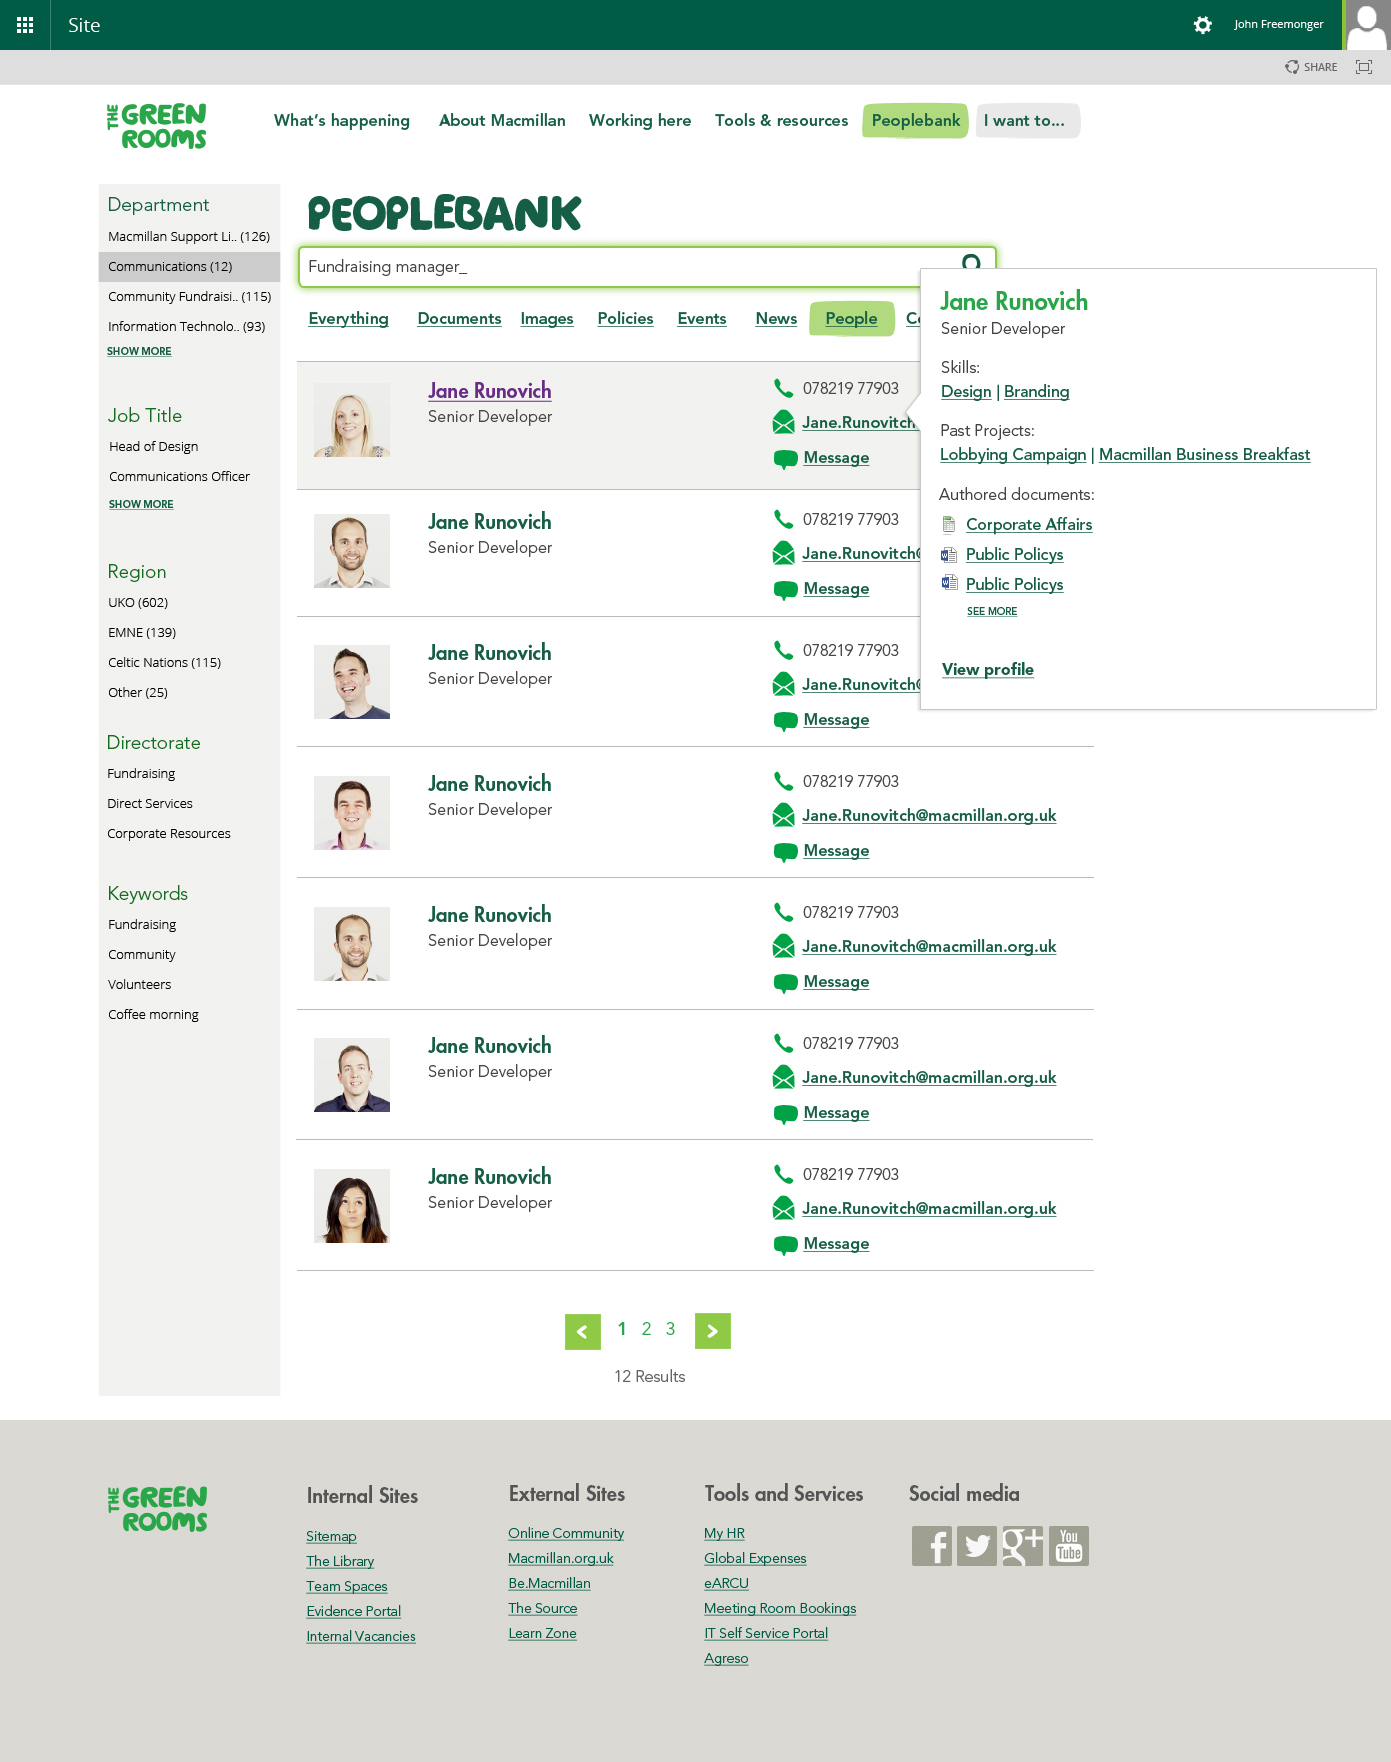 Site
John Freemonger
SHARE
THE GREEN ROOMS
What's happening
About Macmillan
Working here
Tools & resources
Peoplebank
I want to...
Department
Macmillan Support Li.. (126)
Communications (12)
Community Fundraisi.. (115)
Information Technolo.. (93)
SHOW MORE
Job Title
Head of Design
Communications Officer
SHOW MORE
Region
UKO (602)
EMNE (139)
Celtic Nations (115)
Other (25)
Directorate
Fundraising
Direct Services
Corporate Resources
Keywords
Fundraising
Community
Volunteers
Coffee morning
PEOPLEBANK
Fundraising manager_
Everything
Documents
Images
Policies
Events
News
People
Jane Runovich
Senior Developer
078219 77903
Jane.Runovitch
Message
Jane Runovich
Senior Developer
078219 77903
Jane.Runovitch@
Message
Jane Runovich
Senior Developer
078219 77903
Jane.Runovitch@
Message
Jane Runovich
Senior Developer
078219 77903
Jane.Runovitch@macmillan.org.uk
Message
Jane Runovich
Senior Developer
078219 77903
Jane.Runovitch@macmillan.org.uk
Message
Jane Runovich
Senior Developer
078219 77903
Jane.Runovitch@macmillan.org.uk
Message
Jane Runovich
Senior Developer
078219 77903
Jane.Runovitch@macmillan.org.uk
Message
Jane Runovich
Senior Developer
Skills:
Design | Branding
Past Projects:
Lobbying Campaign | Macmillan Business Breakfast
Authored documents:
Corporate Affairs
Public Policys
Public Policys
SEE MORE
View profile
< 1 2 3 >
12 Results
THE GREEN ROOMS
Internal Sites
Sitemap
The Library
Team Spaces
Evidence Portal
Internal Vacancies
External Sites
Online Community
Macmillan.org.uk
Be.Macmillan
The Source
Learn Zone
Tools and Services
My HR
Global Expenses
eARCU
Meeting Room Bookings
IT Self Service Portal
Agreso
Social media
You Tube